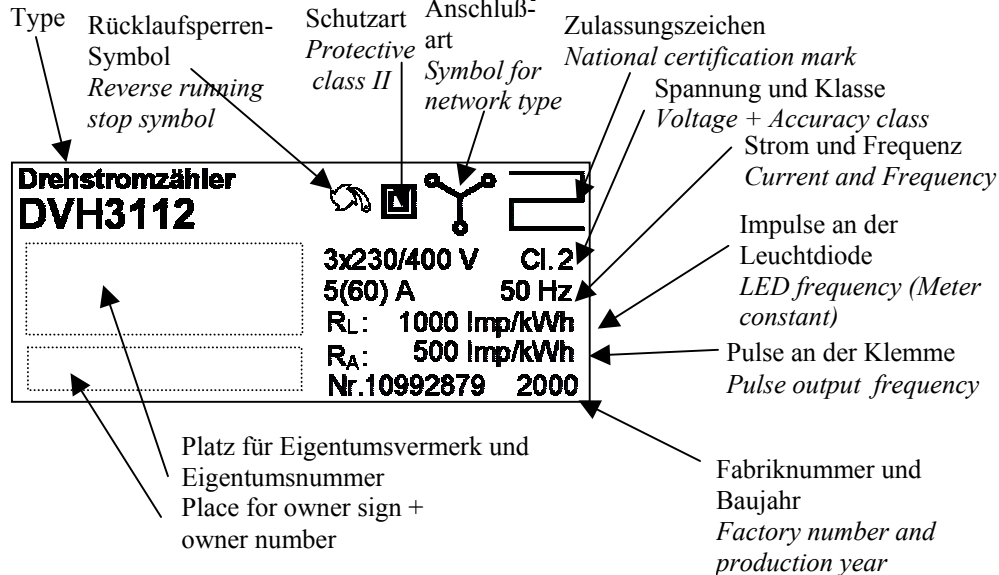 Type
Rücklaufsperren-
Symbol
Reverse running
stop symbol
Schutzart
Protective
class II
Anschluß-
art
Symbol for
network type
Zulassungszeichen
National certification mark
Spannung und Klasse
Voltage + Accuracy class
Strom und Frequenz
Current and Frequency
Impulse an der
Leuchtdiode
LED frequency (Meter
constant)
Pulse an der Klemme
Pulse output frequency
Fabriknummer und
Baujahr
Factory number and
production year
Drehstromzähler
DVH3112
3x230/400 V Cl. 2
5(60) A 50 Hz
RL: 1000 Imp/kWh
RA: 500 Imp/kWh
Nr.10992879 2000
Platz für Eigentumsvermerk und
Eigentumsnummer
Place for owner sign +
owner number